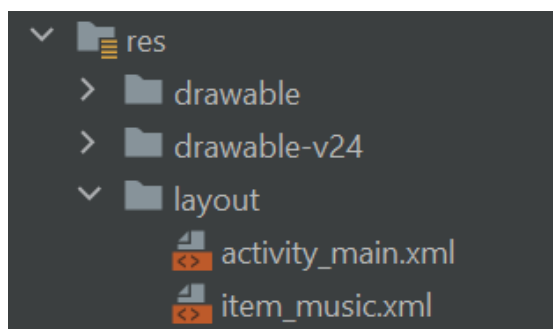 res
drawable
drawable-v24
layout
activity_main.xml
item_music.xml